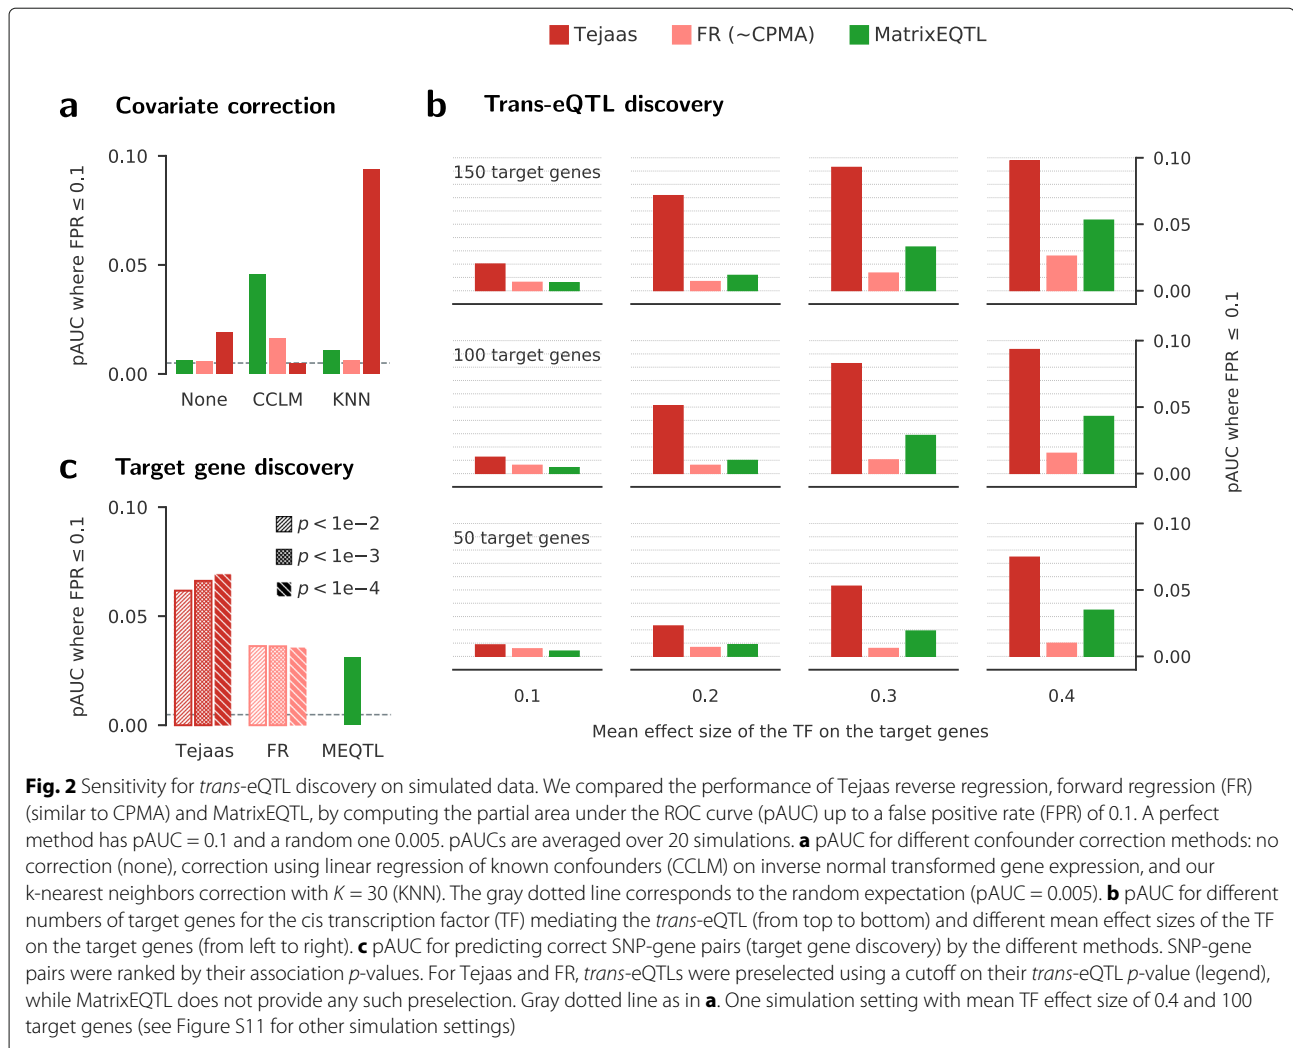 Tejaas FR (~CPMA) MatrixEQTL
a Covariate correction
pAUC where FPR ≤ 0.1
0.10
0.05
0.00
None CCLM KNN
b Trans-eQTL discovery
150 target genes
0.10
0.05
0.00
100 target genes
0.10
0.05
0.00
50 target genes
0.10
0.05
0.00
pAUC where FPR ≤ 0.1
0.1 0.2 0.3 0.4
Mean effect size of the TF on the target genes
c Target gene discovery
pAUC where FPR ≤ 0.1
0.10
0.05
0.00
p < 1e−2
p < 1e−3
p < 1e−4
Tejaas FR MEQTL
Fig. 2 Sensitivity for trans-eQTL discovery on simulated data. We compared the performance of Tejaas reverse regression, forward regression (FR)
(similar to CPMA) and MatrixEQTL, by computing the partial area under the ROC curve (pAUC) up to a false positive rate (FPR) of 0.1. A perfect
method has pAUC = 0.1 and a random one 0.005. pAUCs are averaged over 20 simulations. a pAUC for different confounder correction methods: no
correction (none), correction using linear regression of known confounders (CCLM) on inverse normal transformed gene expression, and our
k-nearest neighbors correction with K = 30 (KNN). The gray dotted line corresponds to the random expectation (pAUC = 0.005). b pAUC for different
numbers of target genes for the cis transcription factor (TF) mediating the trans-eQTL (from top to bottom) and different mean effect sizes of the TF
on the target genes (from left to right). c pAUC for predicting correct SNP-gene pairs (target gene discovery) by the different methods. SNP-gene
pairs were ranked by their association p-values. For Tejaas and FR, trans-eQTLs were preselected using a cutoff on their trans-eQTL p-value (legend),
while MatrixEQTL does not provide any such preselection. Gray dotted line as in a. One simulation setting with mean TF effect size of 0.4 and 100
target genes (see Figure S11 for other simulation settings)